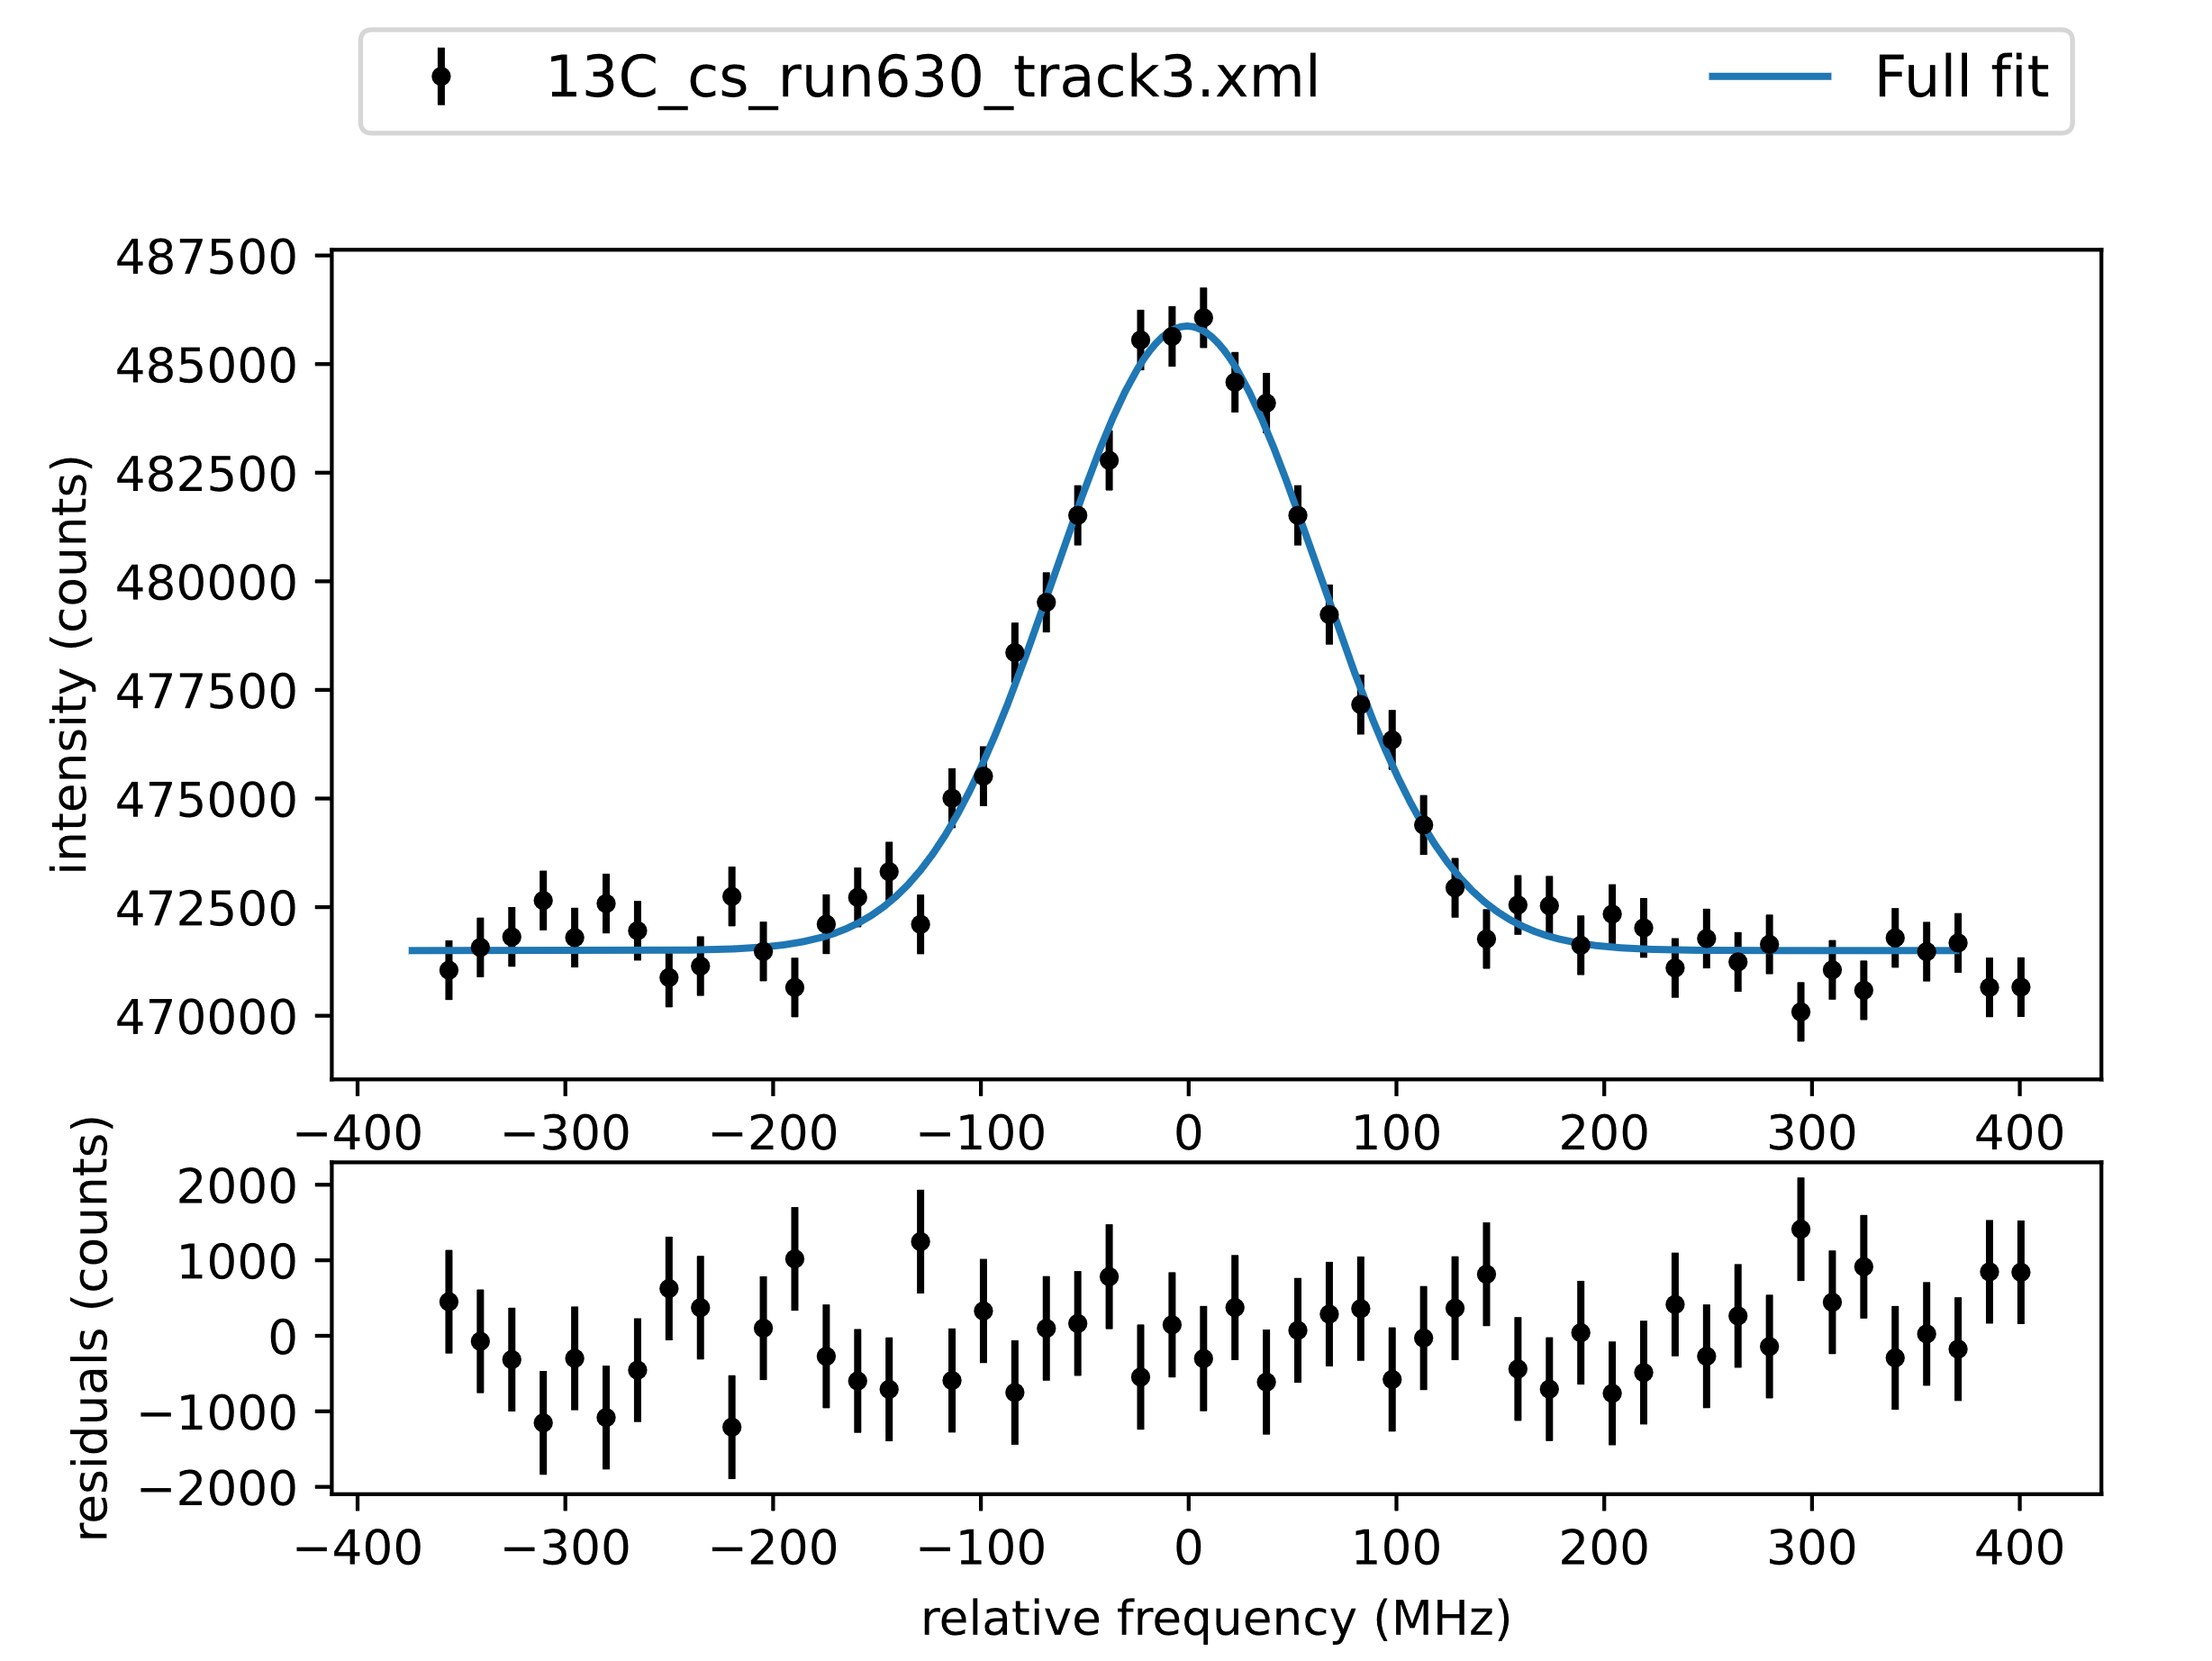 13C_cs_run630_track3.xml Full fit
487500
485000
482500
480000
477500
475000
472500
470000
intensity (counts)
−400 −300 −200 −100 0 100 200 300 400
2000
1000
0
−1000
−2000
residuals (counts)
−400 −300 −200 −100 0 100 200 300 400
relative frequency (MHz)